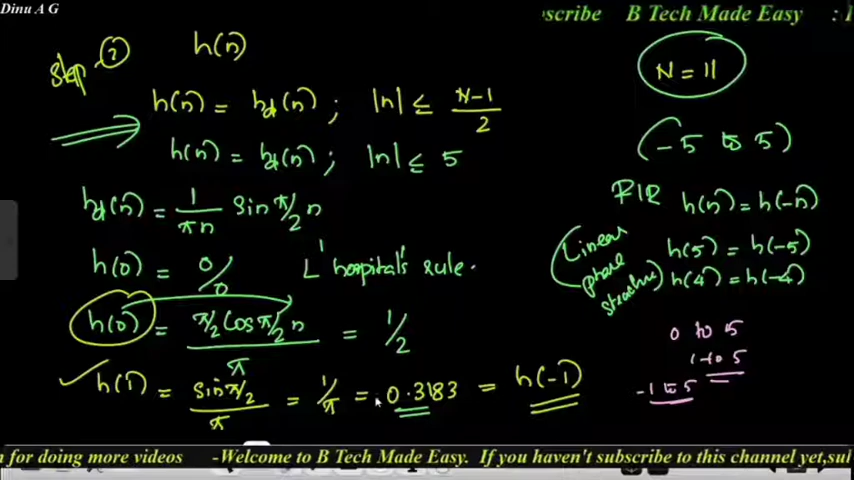 Dinu A G
scribe B Tech Made Easy : I
Step - ②
h(n)
h(n) = hd(n) ; |n| ≤ N-1/2
h(n) = hd(n) ; |n| ≤ 5
hd(n) = 1/πn Sin π/2 n
h(0) = 0/0 L' hospital's rule.
h(0) = π/2 Cos π/2 n / π = 1/2
h(1) = Sin π/2 / π = 1/π = 0.3183 = h(-1)
N = 11
(-5 to 5)
FIR h(n) = h(-n)
(Linear phase structure)
h(5) = h(-5)
h(4) = h(-4)
0 to 5
1 to 5
-1 to 5
n for doing more videos -Welcome to B Tech Made Easy. If you haven't subscribe to this channel yet,sul